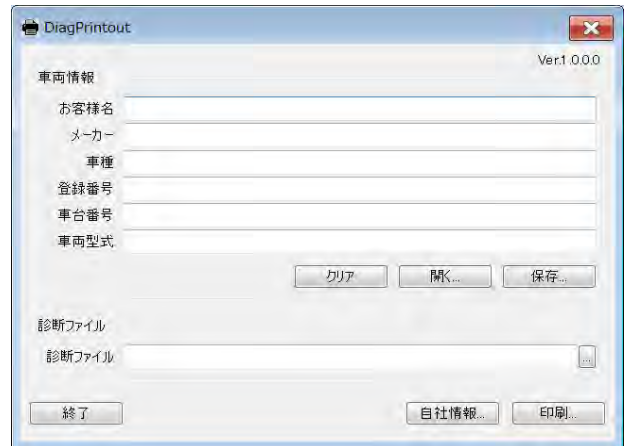 DiagPrintout
Ver.1.0.0.0
車両情報
お客様名
メーカー
車種
登録番号
車台番号
車両型式
クリア 開く... 保存...
診断ファイル
診断ファイル ...
終了 自社情報... 印刷...